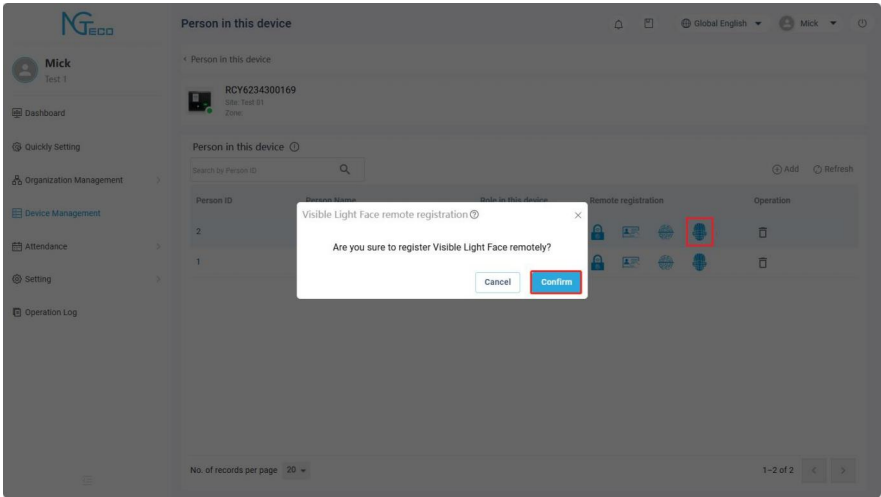 NGTECO
Person in this device
Global English
Mick
Mick
Test 1
Person in this device
RCY6234300169
Site: Test 01
Zone:
Dashboard
Quickly Setting
Organization Management
Device Management
Attendance
Setting
Operation Log
Person in this device
Search by Person ID
Add
Refresh
Person ID
Person Name
Role in this device
Remote registration
Operation
2
1
Visible Light Face remote registration
Are you sure to register Visible Light Face remotely?
Cancel
Confirm
No. of records per page 20
1–2 of 2